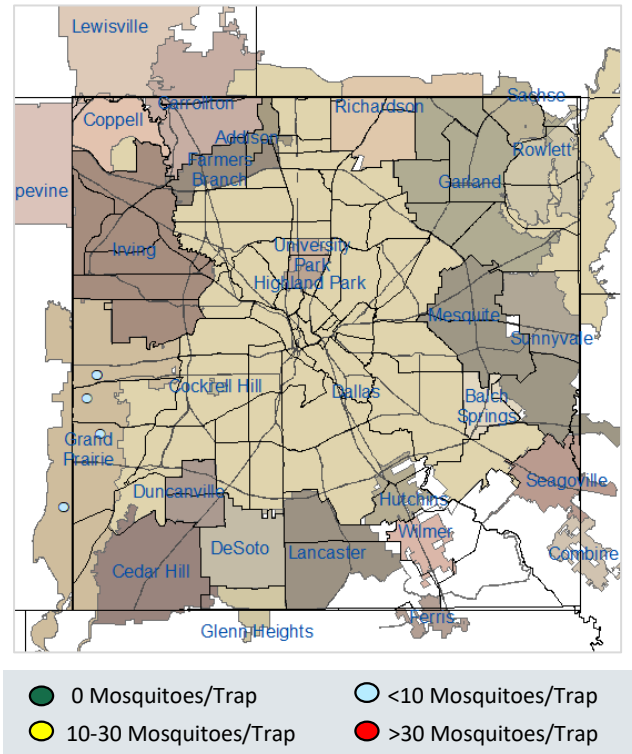 Lewisville
Carrollton
Coppell
Richardson
Sachse
Addison
Farmers
Branch
Rowlett
Garland
pevine
Irving
University
Park
Highland Park
Mesquite
Sunnyvale
Cockrell Hill
Dallas
Balch
Springs
Grand
Prairie
Duncanville
Seagoville
Hutchins
Wilmer
DeSoto
Lancaster
Combine
Cedar Hill
Ferris
Glenn Heights
0 Mosquitoes/Trap
<10 Mosquitoes/Trap
10-30 Mosquitoes/Trap
>30 Mosquitoes/Trap